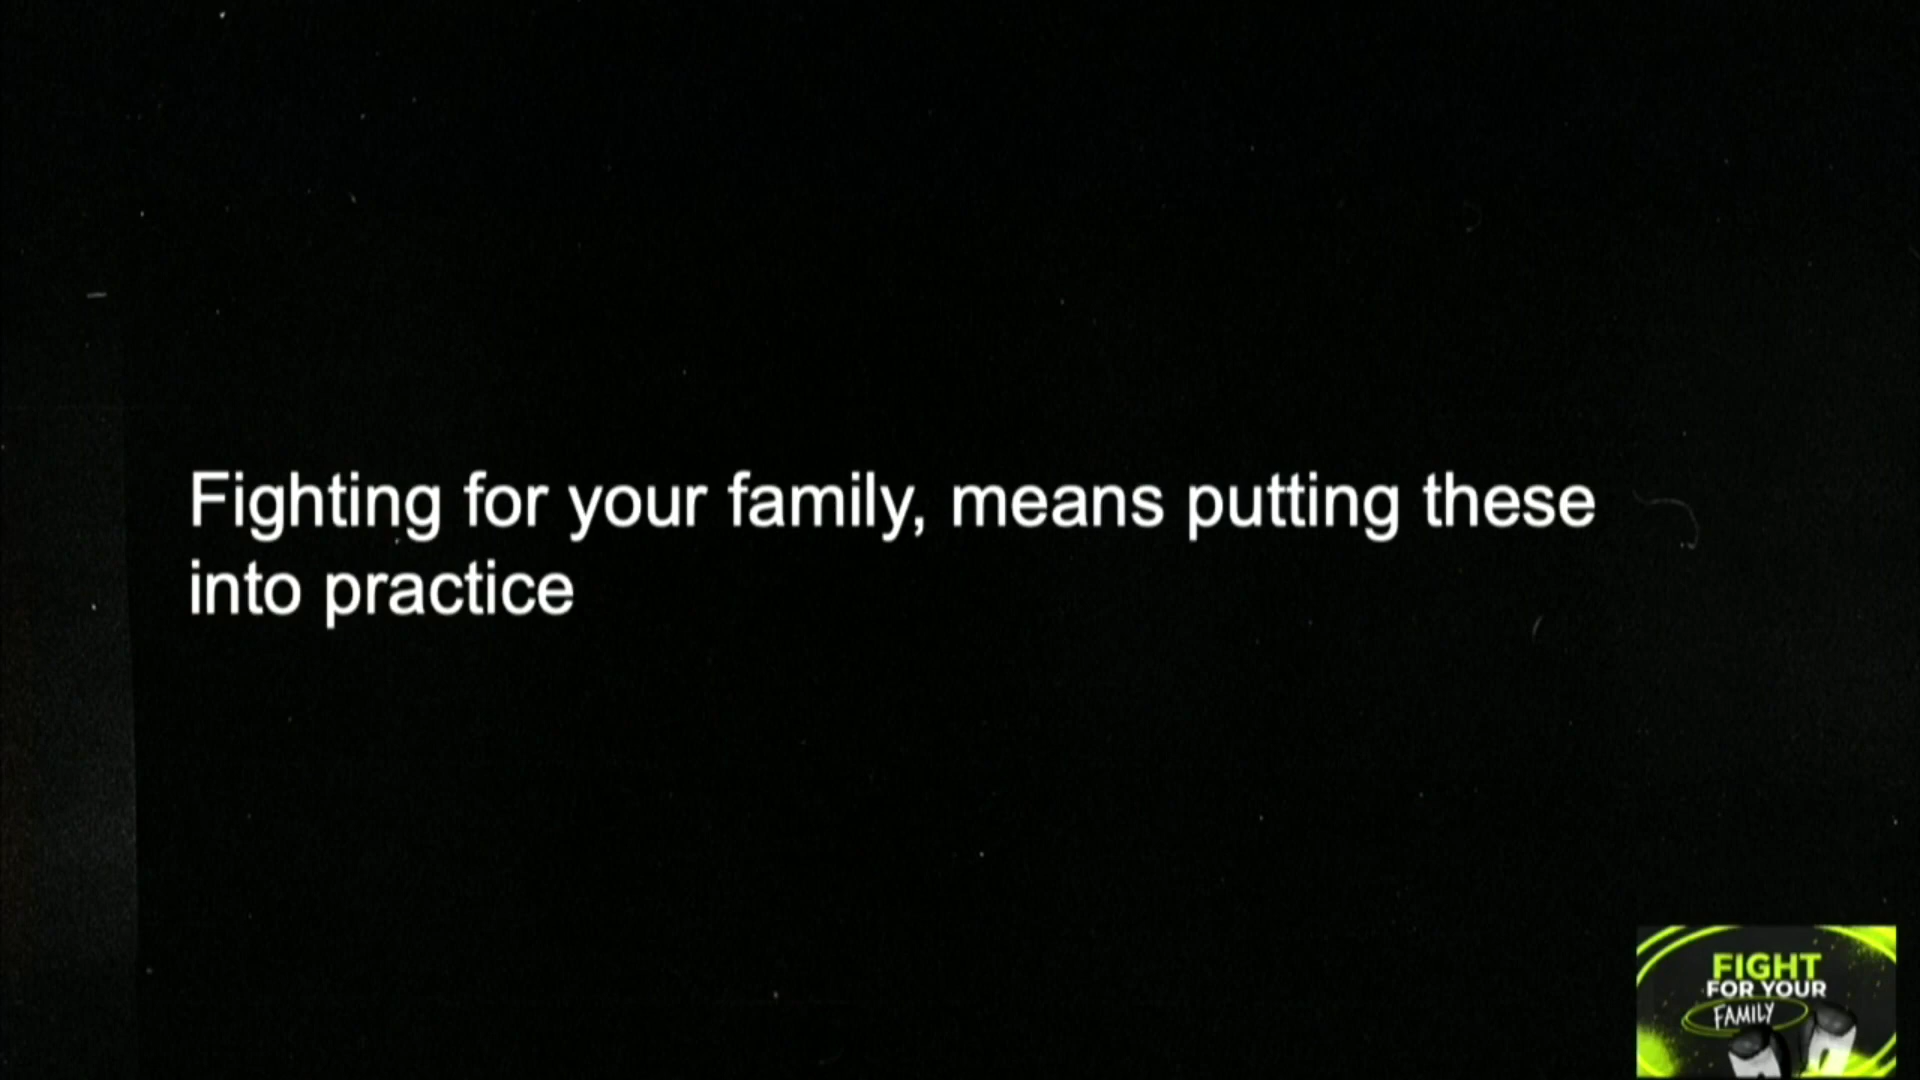 Fighting for your family, means putting these
into practice
FIGHT
FOR YOUR
FAMILY